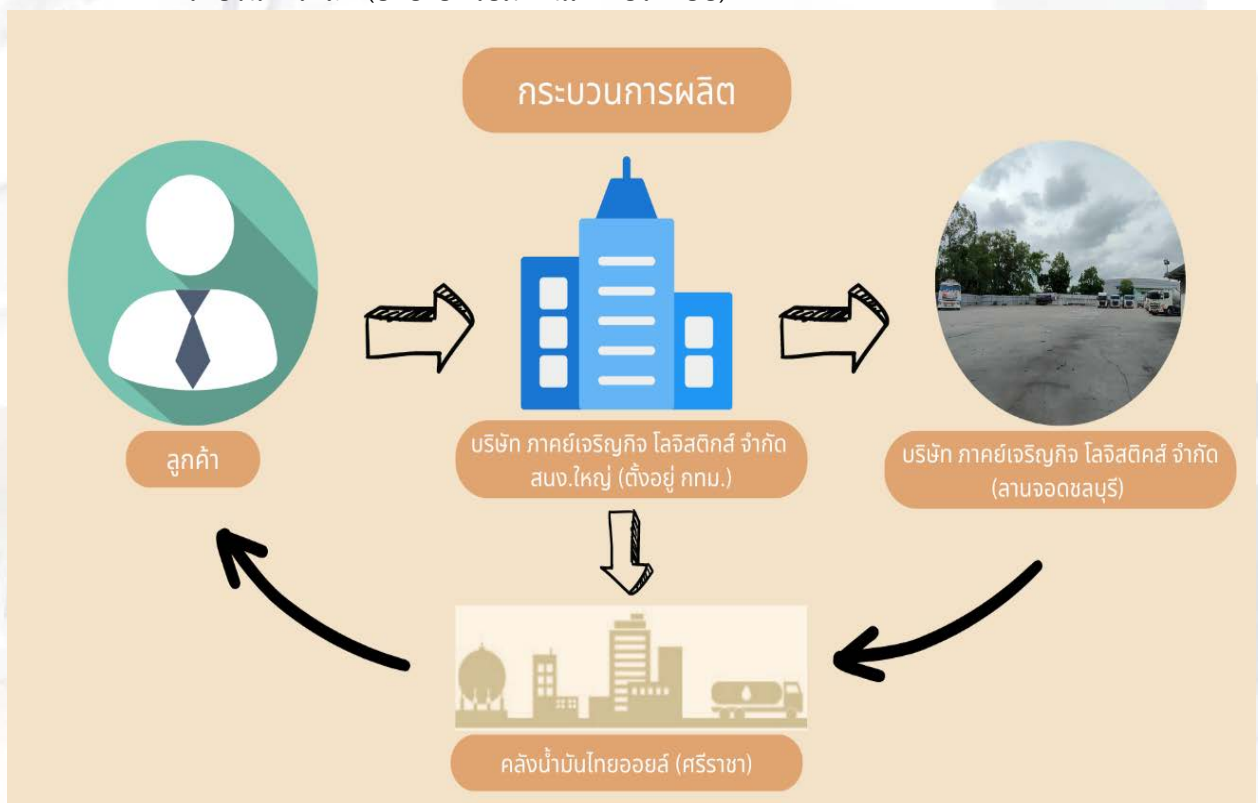 กระบวนการผลิต
ลูกค้า
บริษัท ภาคย์เจริญกิจ โลจิสติกส์ จำกัด
สนง.ใหญ่ (ตั้งอยู่ กทม.)
บริษัท ภาคย์เจริญกิจ โลจิสติคส์ จำกัด
(ลานจอดชลบุรี)
คลังน้ำมันไทยออยล์ (ศรีราชา)